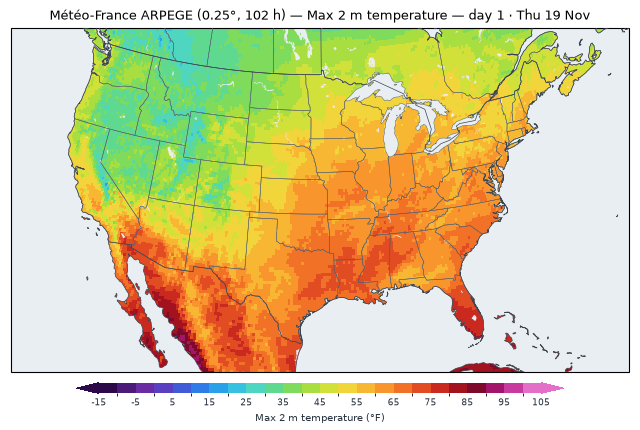 Météo-France ARPEGE (0.25°, 102 h) — Max 2 m temperature — day 1 · Thu 19 Nov
-15 -5 5 15 25 35 45 55 65 75 85 95 105
Max 2 m temperature (°F)